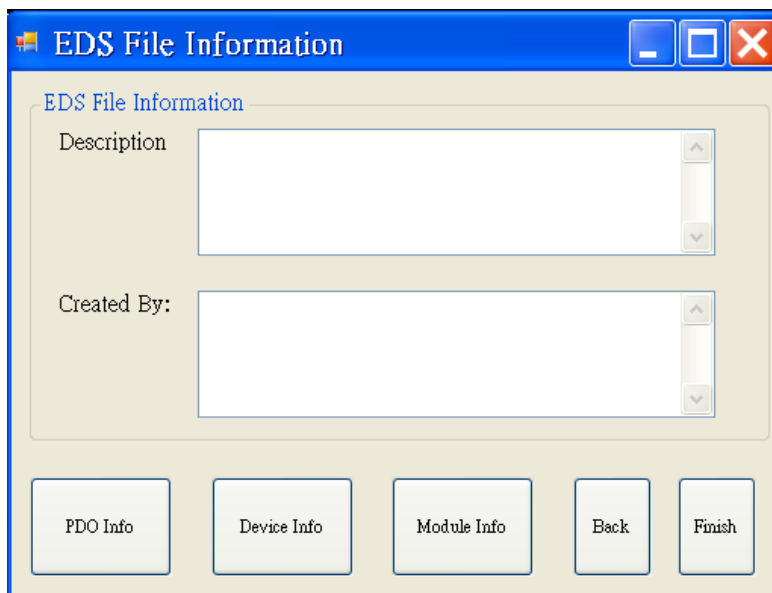 EDS File Information
EDS File Information
Description
Created By:
PDO Info
Device Info
Module Info
Back
Finish